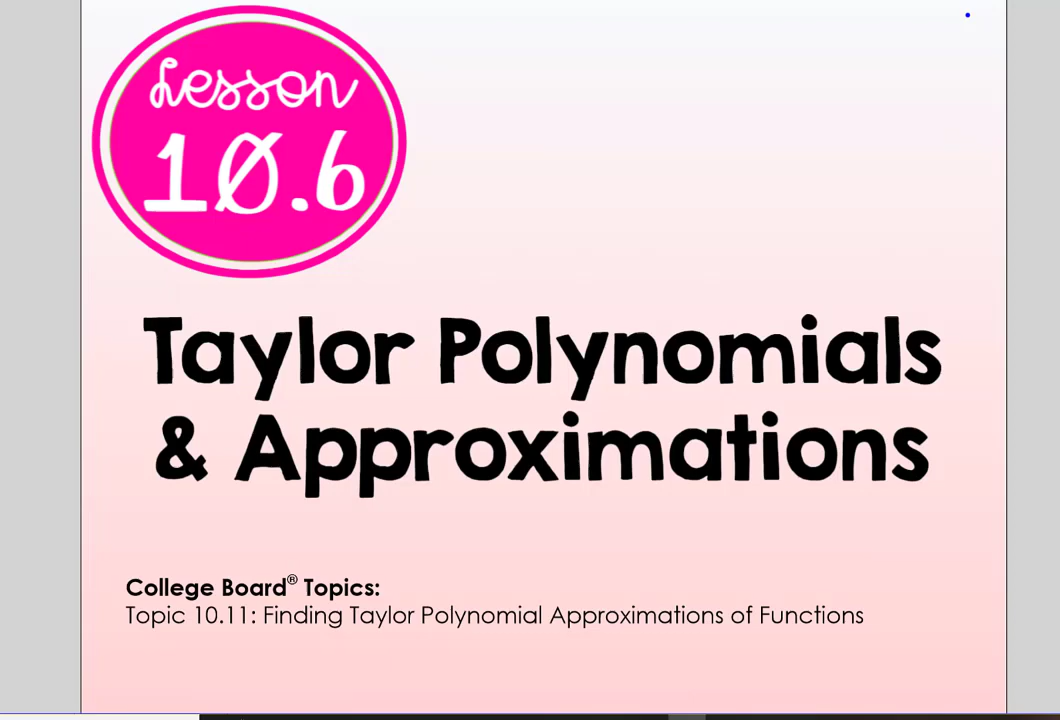 Lesson
10.6
Taylor Polynomials
& Approximations
College Board® Topics:
Topic 10.11: Finding Taylor Polynomial Approximations of Functions